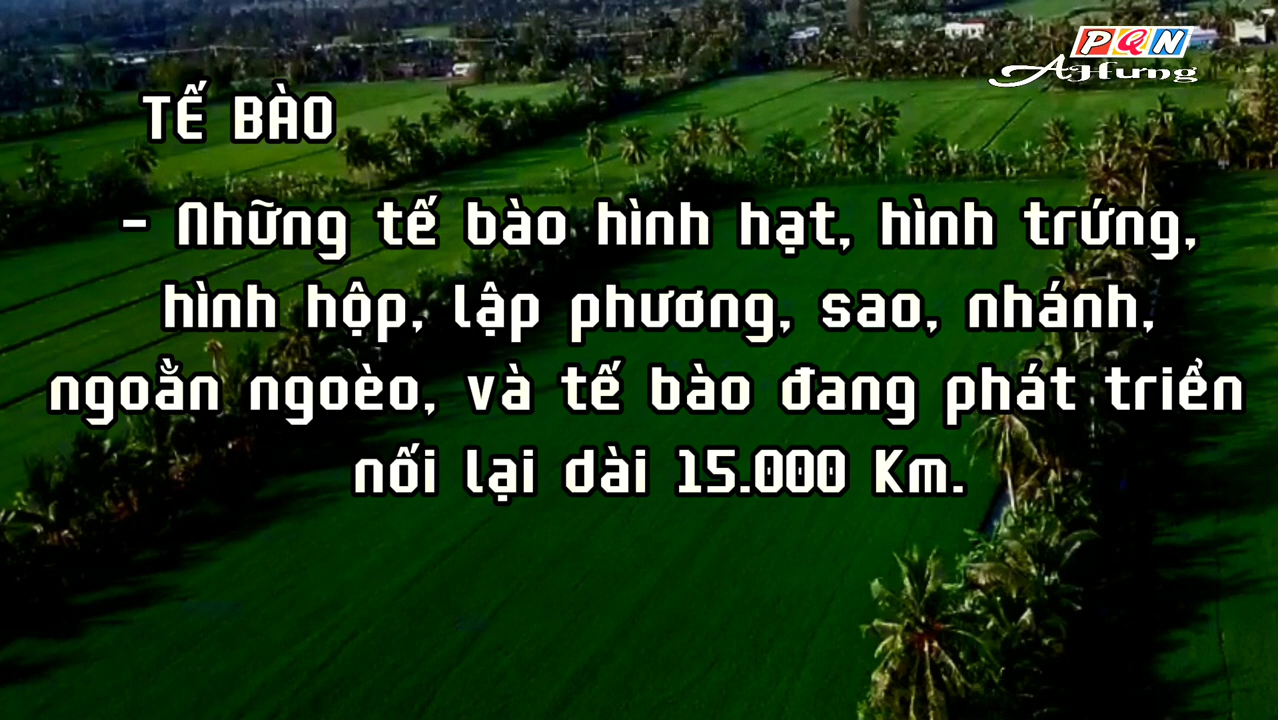 PQN
AHưng
TẾ BÀO
- Những tế bào hình hạt, hình trứng,
hình hộp, lập phương, sao, nhánh,
ngoằn ngoèo, và tế bào đang phát triển
nối lại dài 15.000 Km.